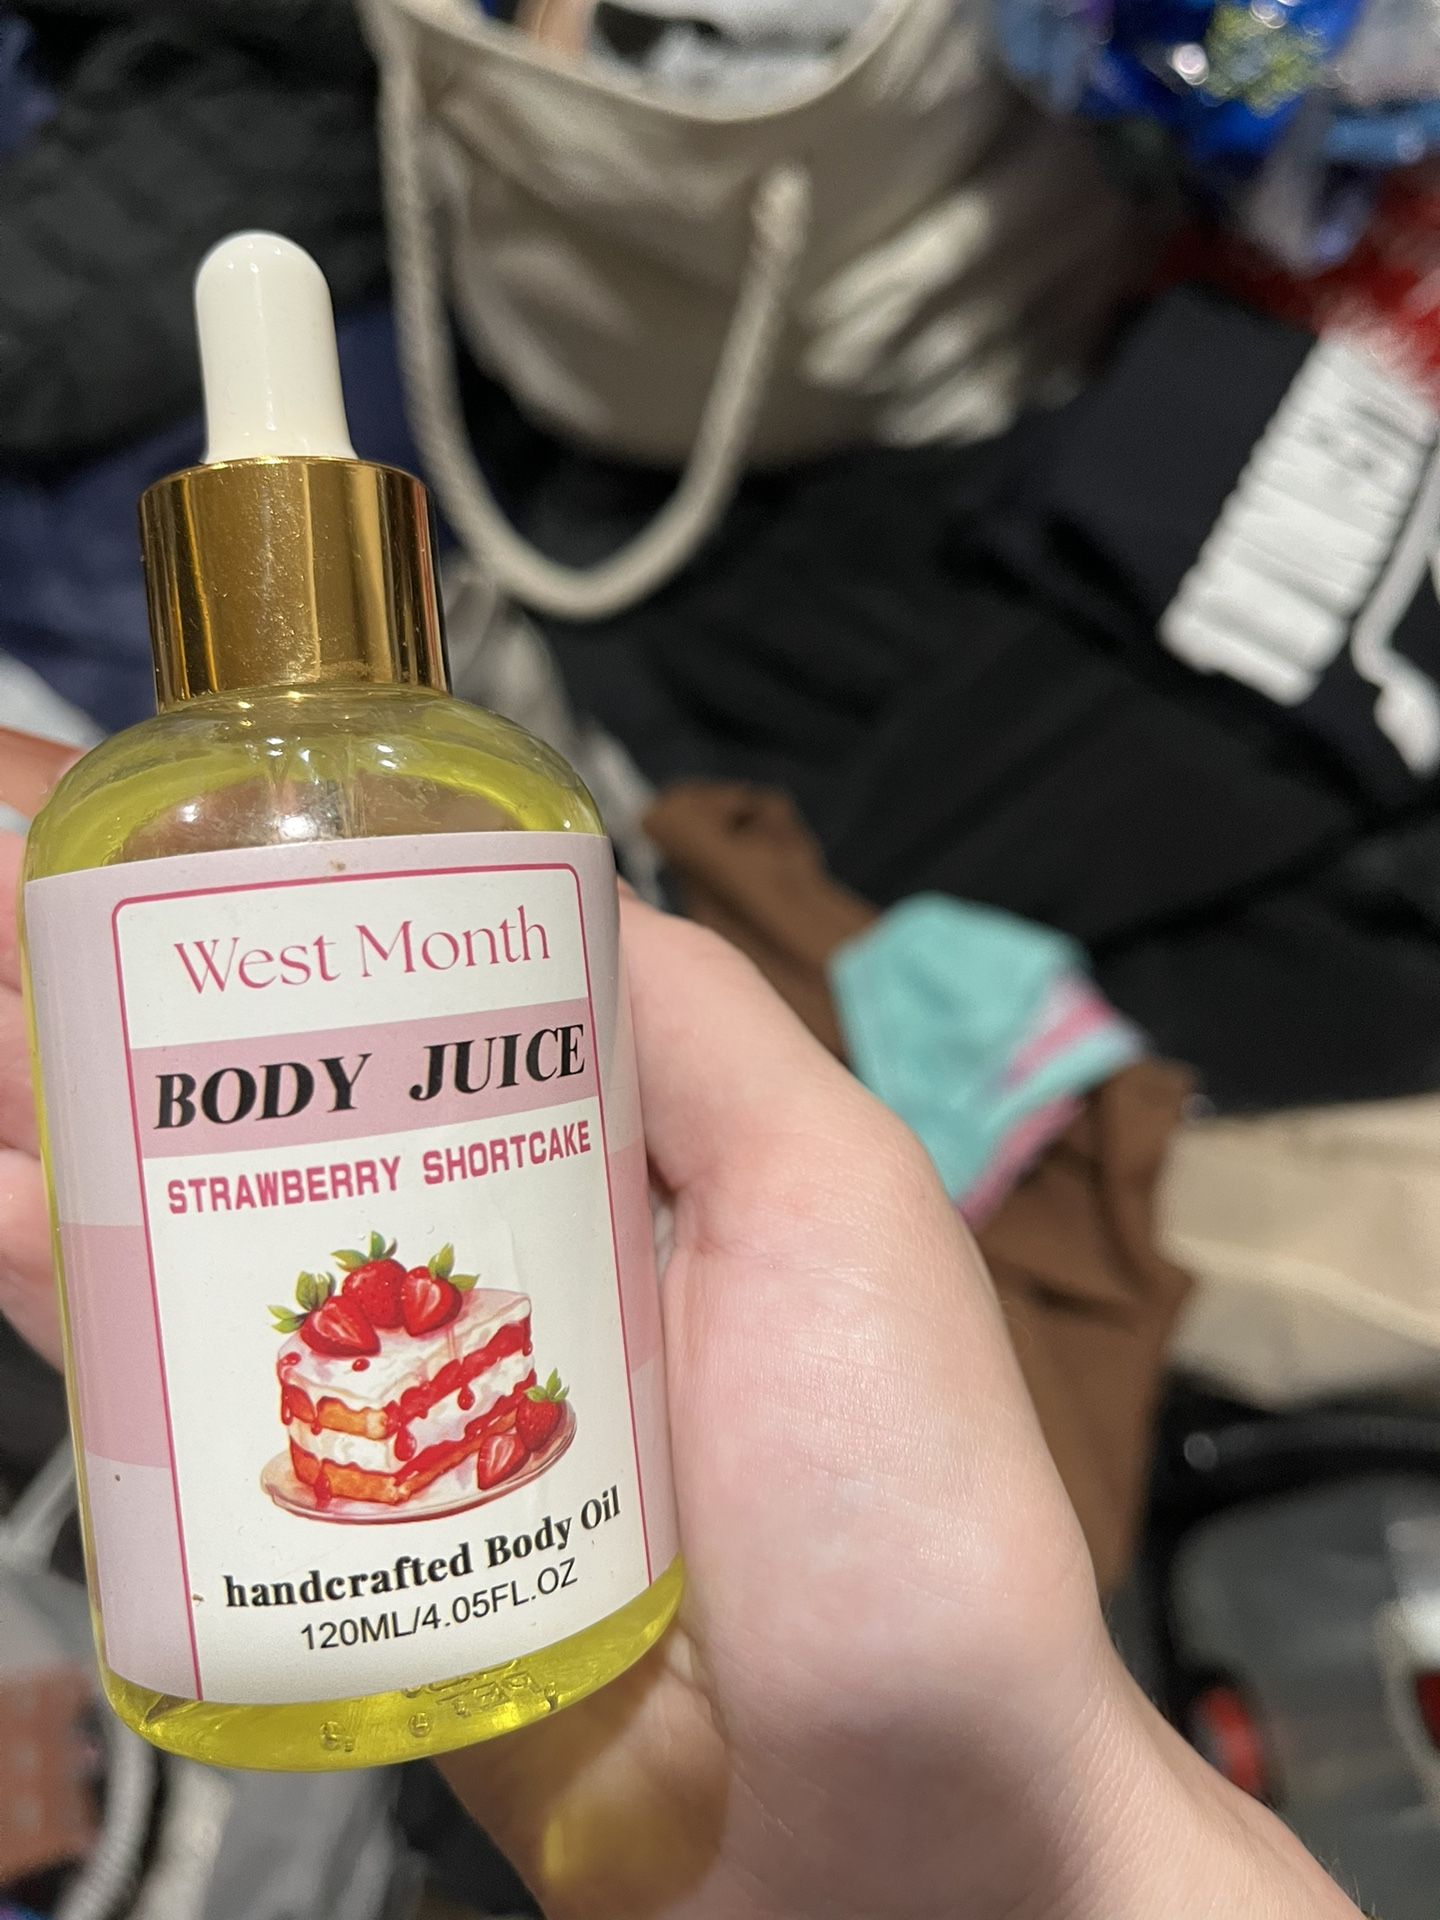 West Month
BODY JUICE
STRAWBERRY SHORTCAKE
handcrafted Body Oil
120ML/4.05FL.OZ